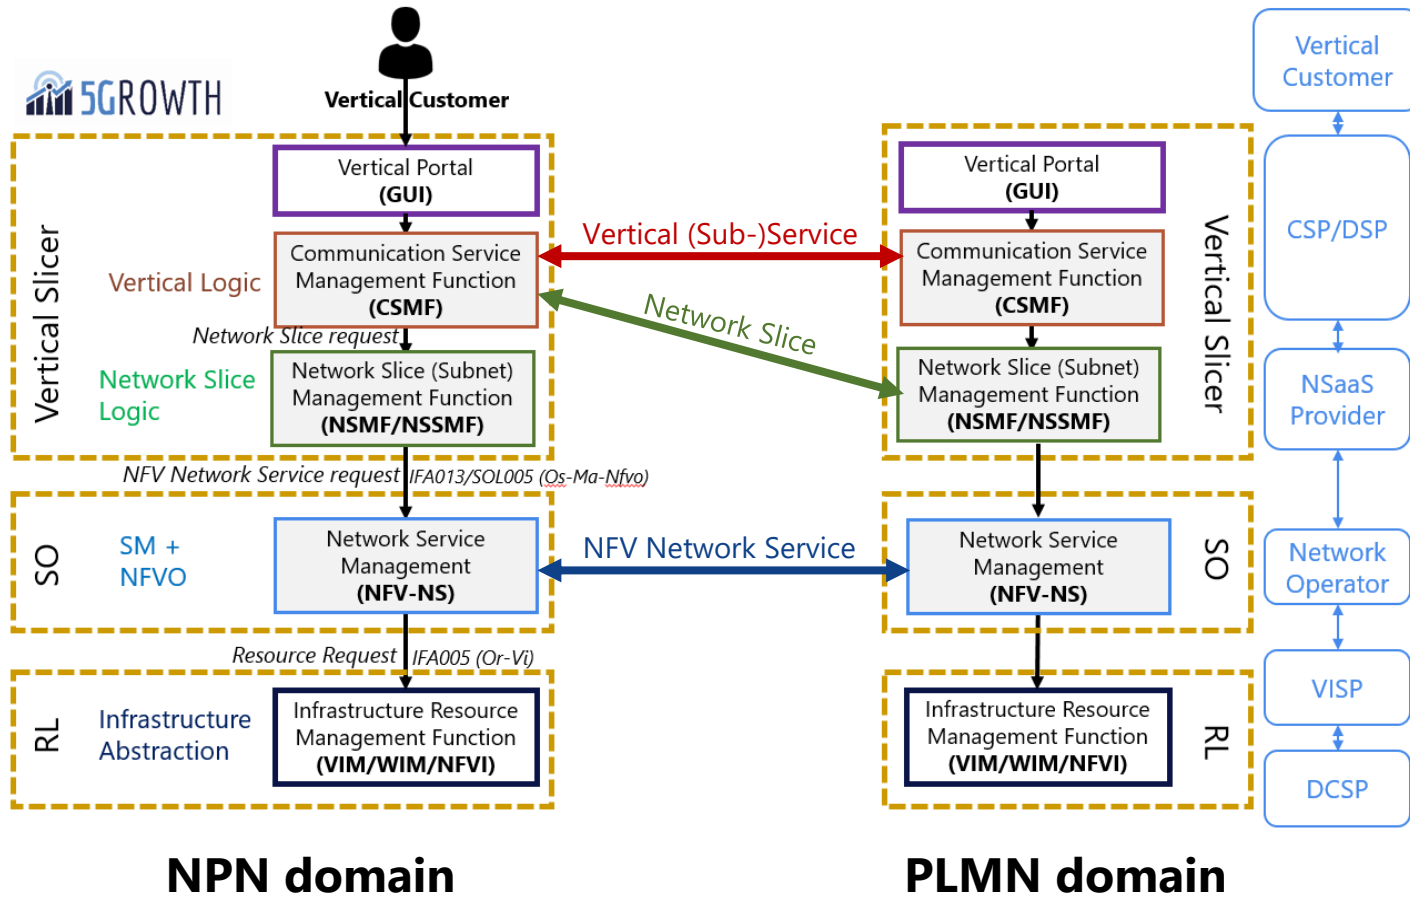 5GROWTH
Vertical Customer
Vertical Slicer
Vertical Portal
(GUI)
Vertical Logic
Communication Service
Management Function
(CSMF)
Network Slice request
Network Slice
Logic
Network Slice (Subnet)
Management Function
(NSMF/NSSMF)
NFV Network Service request
IFA013/SOL005 (Os-Ma-Nfvo)
SO
SM +
NFVO
Network Service
Management
(NFV-NS)
Resource Request
IFA005 (Or-Vi)
RL
Infrastructure
Abstraction
Infrastructure Resource
Management Function
(VIM/WIM/NFVI)
NPN domain
Vertical (Sub-)Service
Network Slice
NFV Network Service
Vertical Portal
(GUI)
Communication Service
Management Function
(CSMF)
Network Slice (Subnet)
Management Function
(NSMF/NSSMF)
Vertical Slicer
Network Service
Management
(NFV-NS)
SO
Infrastructure Resource
Management Function
(VIM/WIM/NFVI)
RL
PLMN domain
Vertical
Customer
CSP/DSP
NSaaS
Provider
Network
Operator
VISP
DCSP